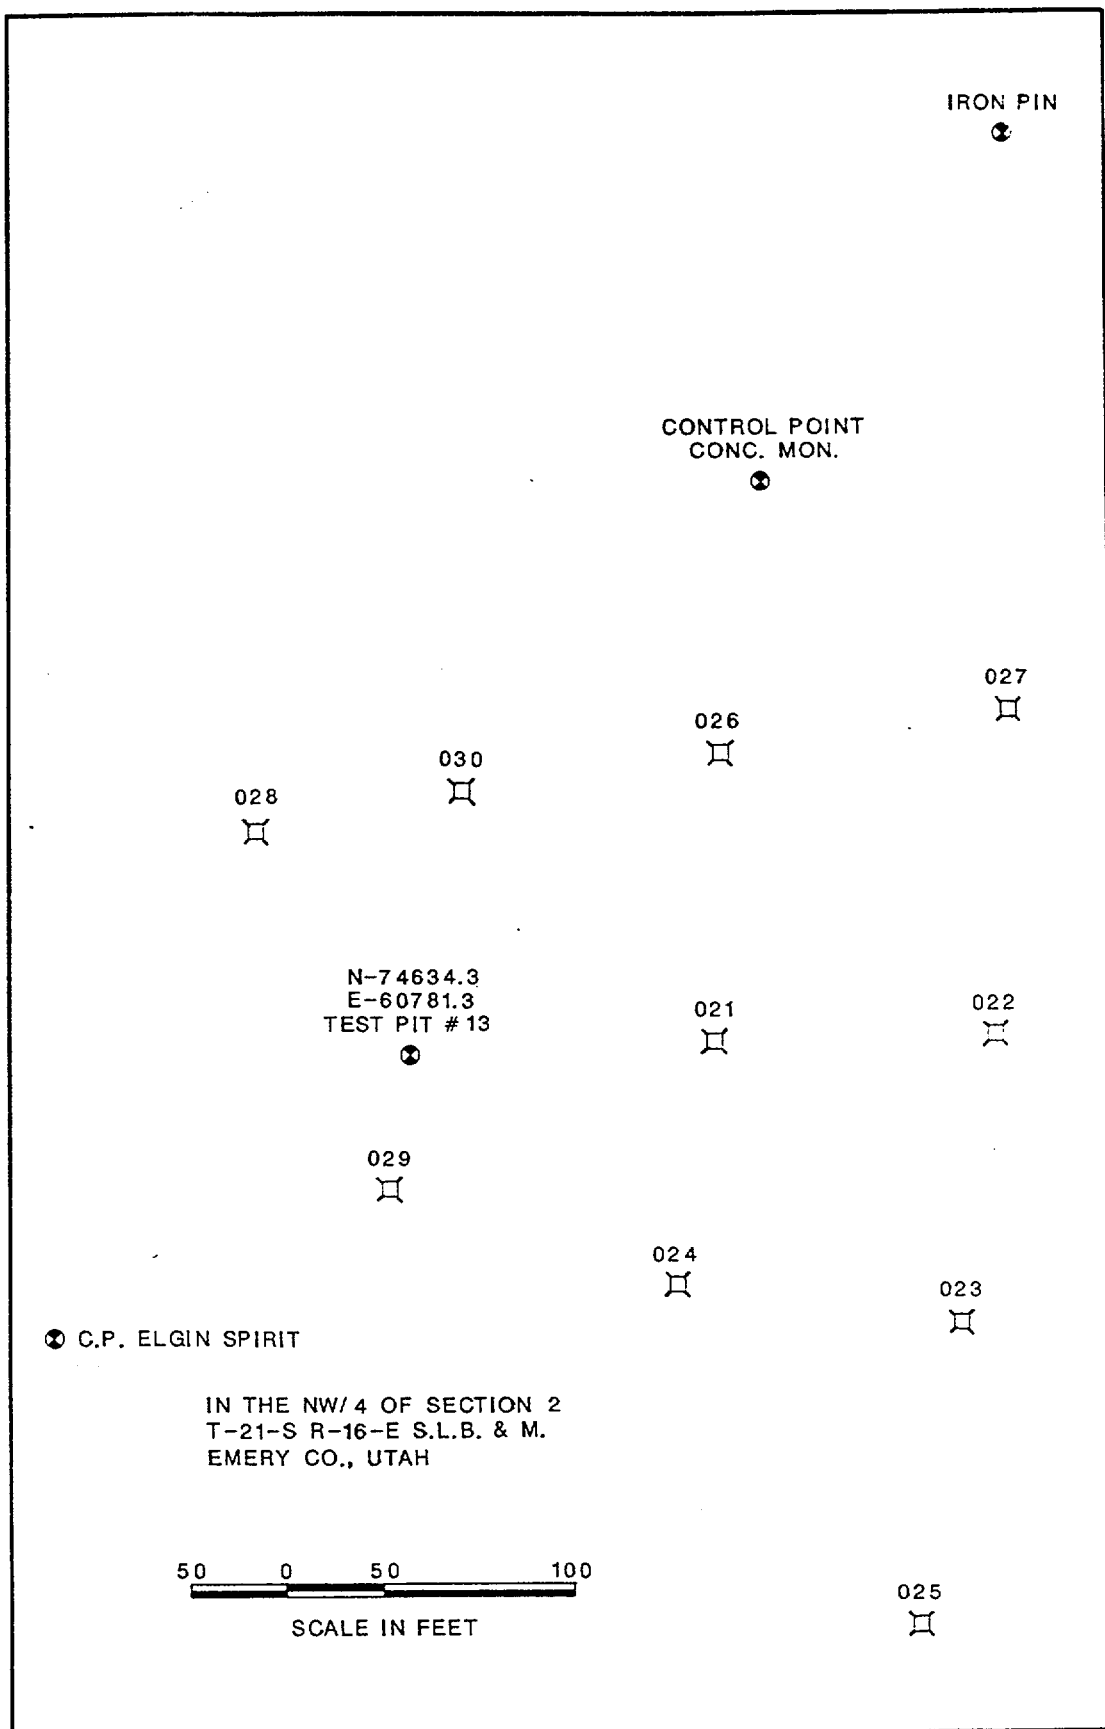 IRON PIN
CONTROL POINT
CONC. MON.
027
026
030
028
N-74634.3
E-60781.3
TEST PIT #13
021
022
029
024
023
C.P. ELGIN SPIRIT
IN THE NW/4 OF SECTION 2
T-21-S R-16-E S.L.B. & M.
EMERY CO., UTAH
50 0 50 100
SCALE IN FEET
025